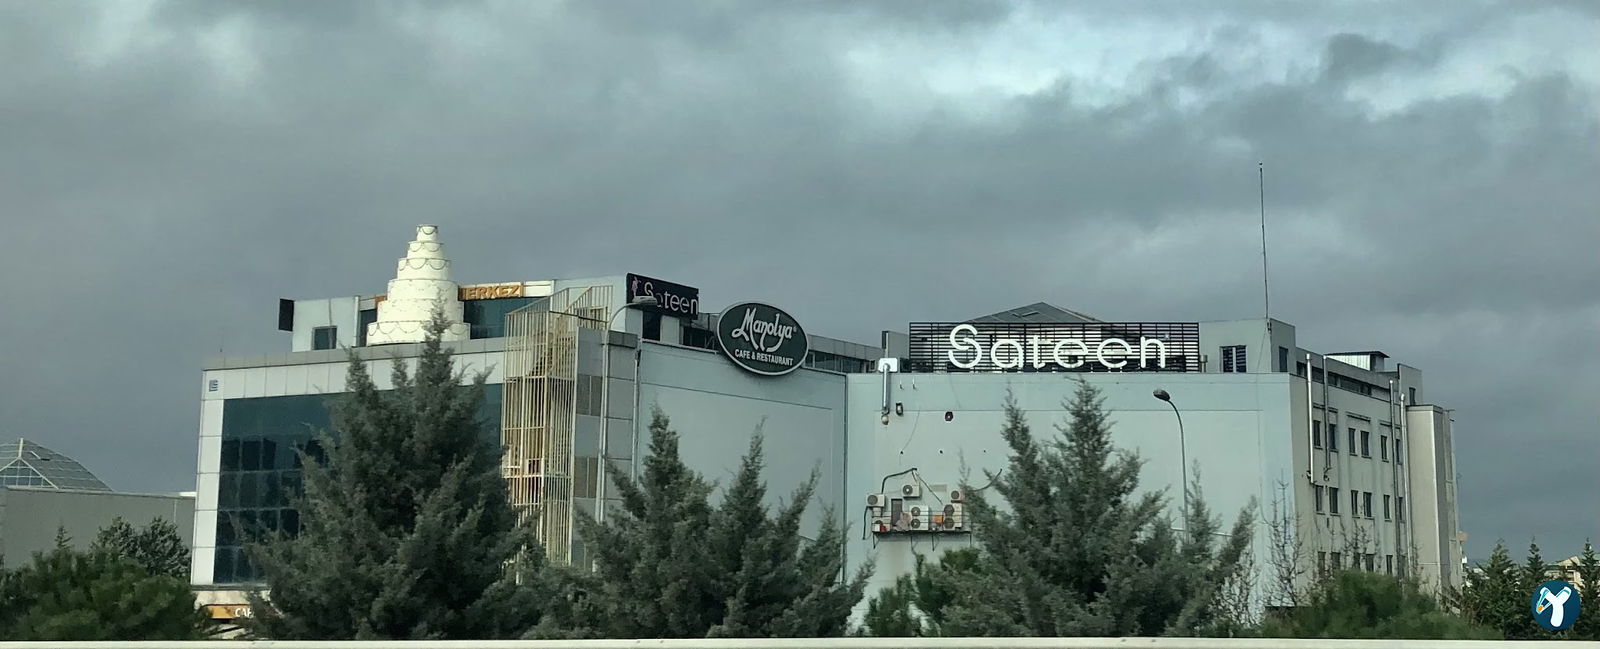 ERKEZİ
Sateen
Manolya®
CAFE & RESTAURANT
Sateen